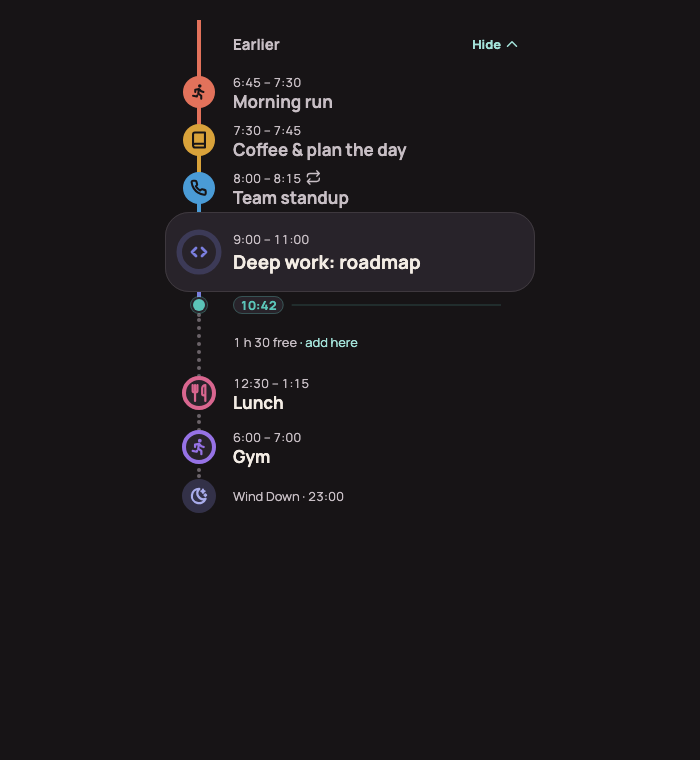 Earlier
Hide
6:45 – 7:30
Morning run
7:30 – 7:45
Coffee & plan the day
8:00 – 8:15
Team standup
9:00 – 11:00
Deep work: roadmap
10:42
1 h 30 free · add here
12:30 – 1:15
Lunch
6:00 – 7:00
Gym
Wind Down · 23:00